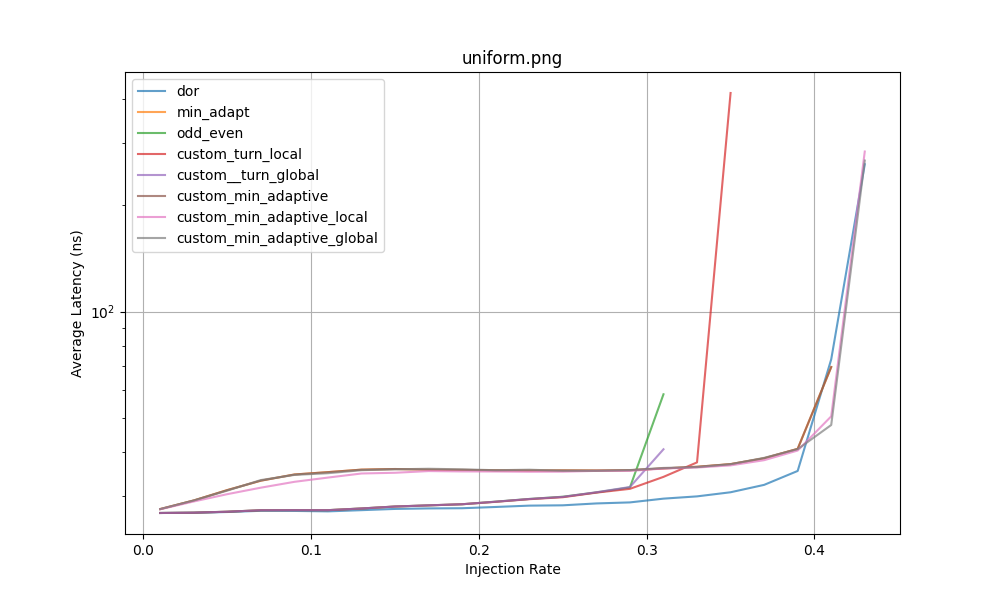 uniform.png
dor
min_adapt
odd_even
custom_turn_local
custom__turn_global
custom_min_adaptive
custom_min_adaptive_local
custom_min_adaptive_global
Average Latency (ns)
10²
0.0 0.1 0.2 0.3 0.4
Injection Rate